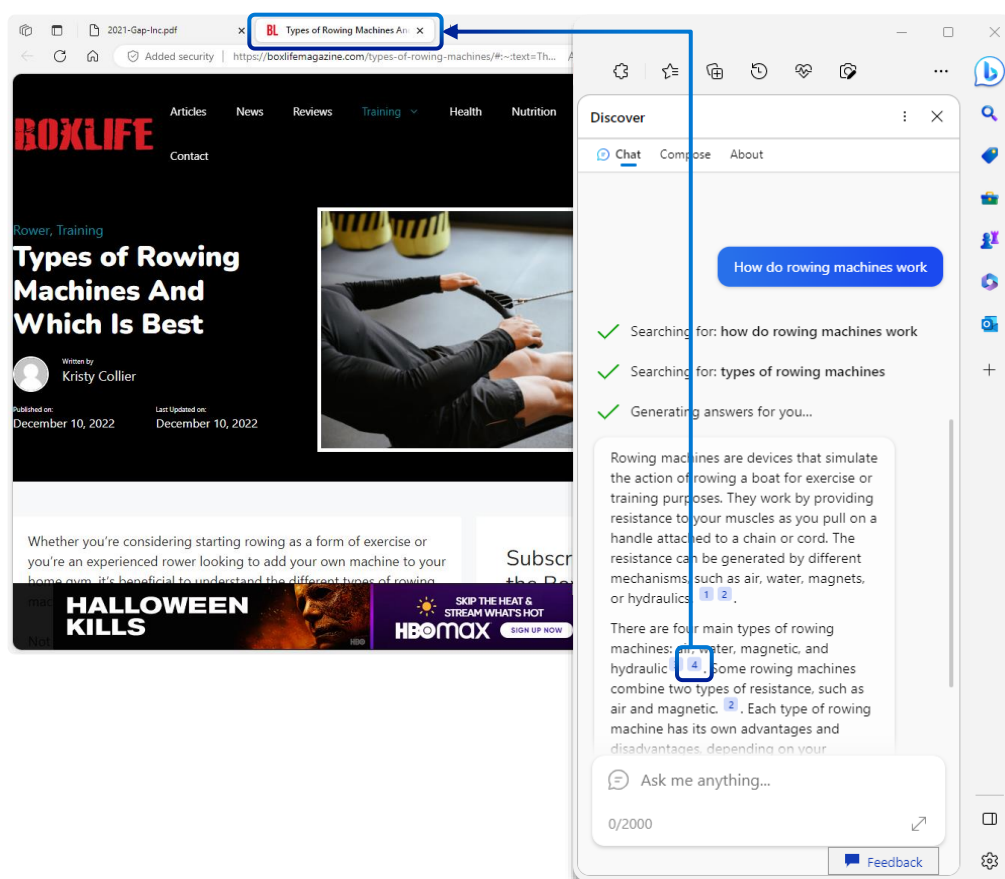 2021-Gap-Inc.pdf
BL Types of Rowing Machines An
Added security
https://boxlifemagazine.com/types-of-rowing-machines/#:~:text=Th...
BOXLIFE
Articles News Reviews Training Health Nutrition
Contact
Rower, Training
Types of Rowing
Machines And
Which Is Best
Written by
Kristy Collier
Published on:
Last Updated on:
December 10, 2022
December 10, 2022
Whether you're considering starting rowing as a form of exercise or
you're an experienced rower looking to add your own machine to your
home gym, it's beneficial to understand the different types of rowing
Not
Subscr
the Bo
HALLOWEEN
KILLS
HBO
SKIP THE HEAT &
STREAM WHAT'S HOT
HBOMAX
SIGN UP NOW
Discover
Chat Compose About
How do rowing machines work
Searching for: how do rowing machines work
Searching for: types of rowing machines
Generating answers for you...
Rowing machines are devices that simulate
the action of rowing a boat for exercise or
training purposes. They work by providing
resistance to your muscles as you pull on a
handle attached to a chain or cord. The
resistance can be generated by different
mechanisms, such as air, water, magnets,
or hydraulics. 1 2 .
There are four main types of rowing
machines: air, water, magnetic, and
hydraulic 4 . Some rowing machines
combine two types of resistance, such as
air and magnetic. 2 . Each type of rowing
machine has its own advantages and
disadvantages, depending on your
Ask me anything...
0/2000
Feedback